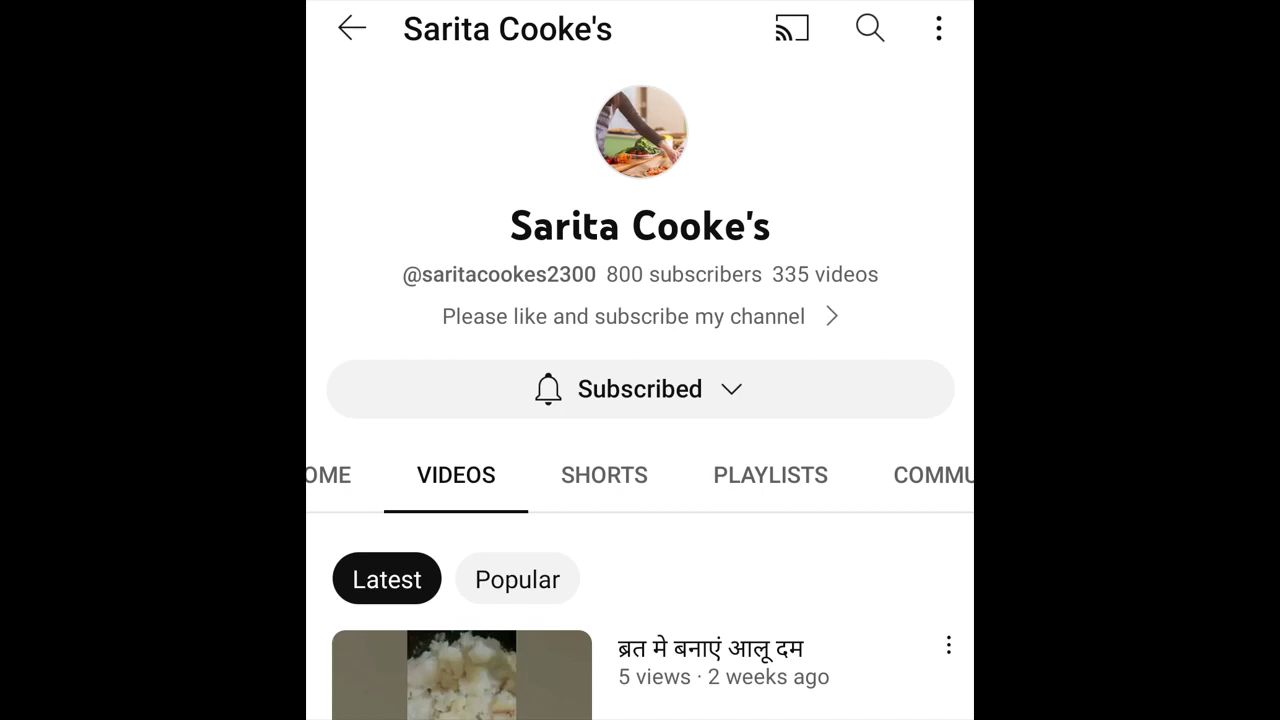 Sarita Cooke's
Sarita Cooke's
@saritacookes2300 800 subscribers 335 videos
Please like and subscribe my channel
Subscribed
OME VIDEOS SHORTS PLAYLISTS COMMU
Latest Popular
ब्रत मे बनाएं आलू दम
5 views · 2 weeks ago